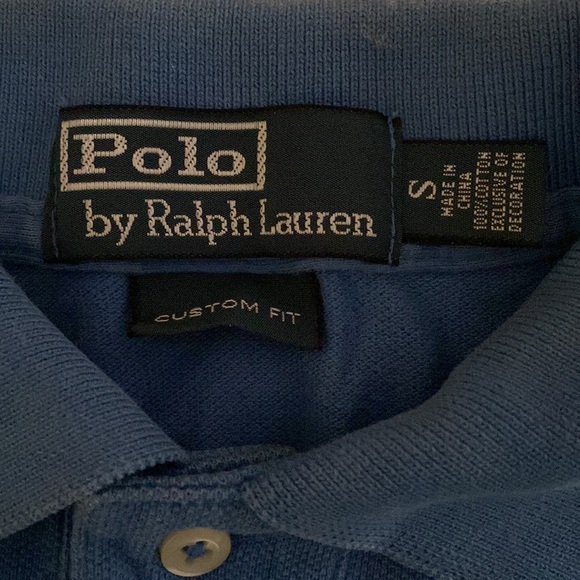 Polo
by Ralph Lauren
S
MADE IN
CHINA
100% COTTON
EXCLUSIVE OF
DECORATION
CUSTOM FIT